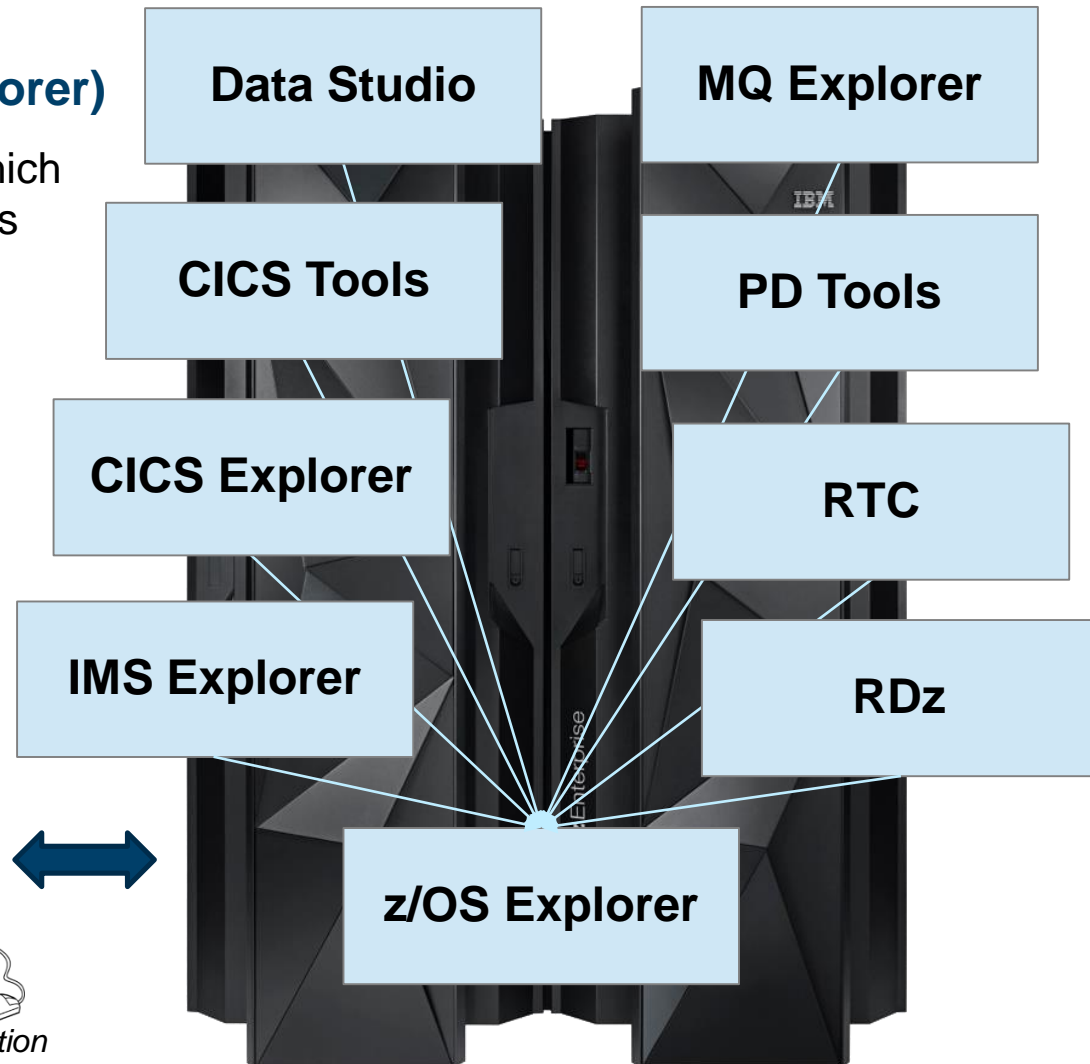 orer)
Data Studio
MQ Explorer
hich
s
IBM
CICS Tools
PD Tools
CICS Explorer
RTC
IMS Explorer
RDz
Enterprise
z/OS Explorer
tion